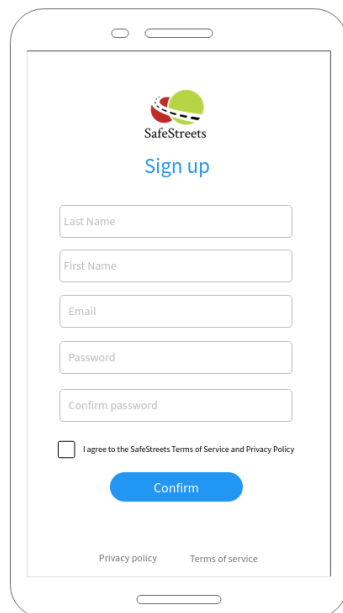 SafeStreets
Sign up
Last Name
First Name
Email
Password
Confirm password
I agree to the SafeStreets Terms of Service and Privacy Policy
Confirm
Privacy policy Terms of service